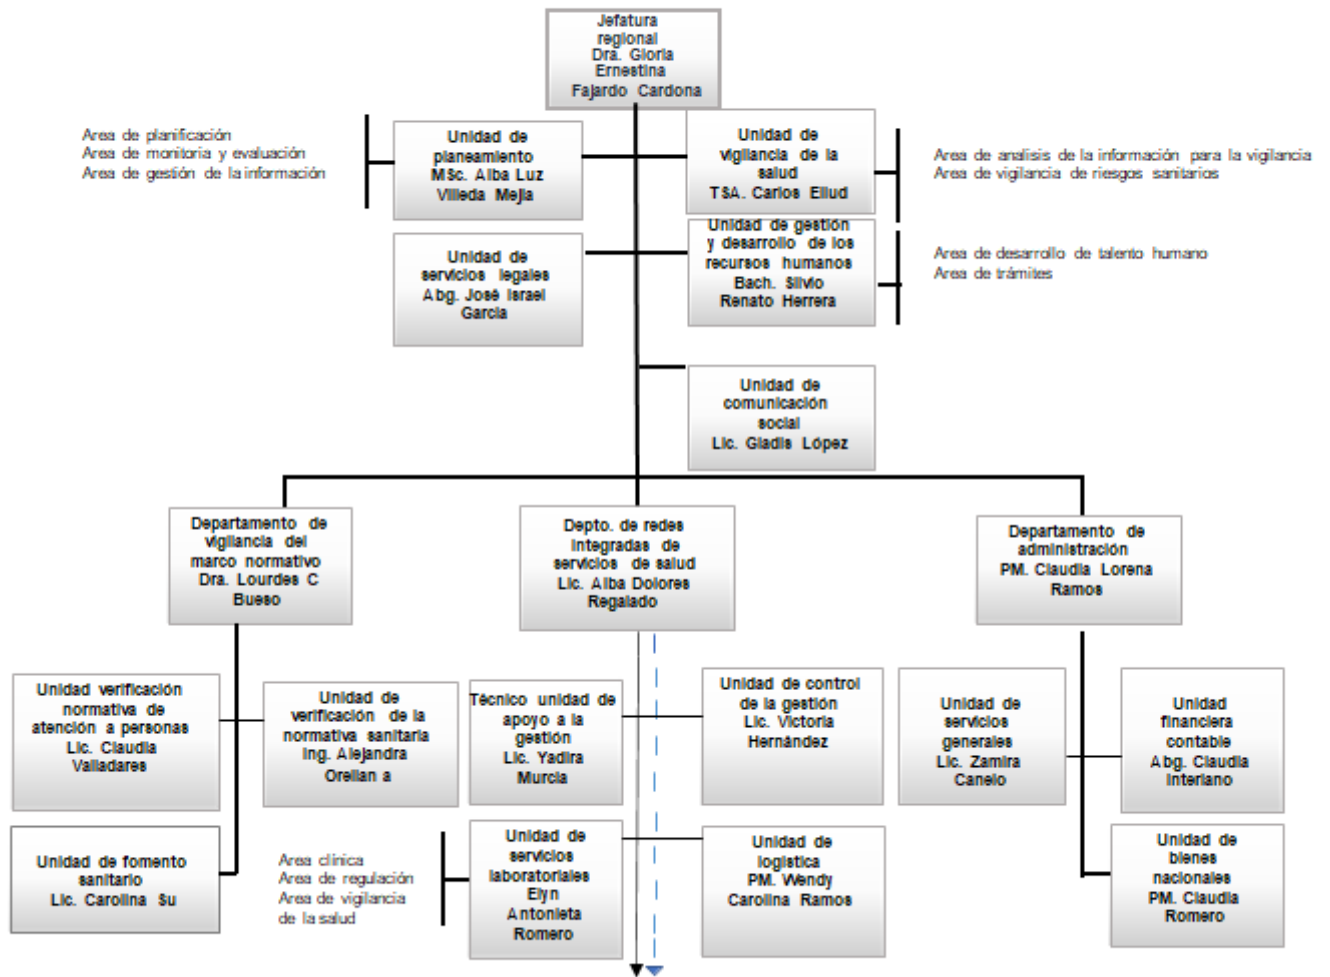 Jefatura
regional
Dra. Gloria
Ernestina
Fajardo Cardona
Area de planificación
Area de monitoria y evaluación
Area de gestión de la información
Unidad de
planeamiento
MSc. Alba Luz
Villeda Mejia
Unidad de
vigilancia de la
salud
TSA. Carlos Eliud
Area de analisis de la información para la vigilancia
Area de vigilancia de riesgos sanitarios
Unidad de
servicios legales
Abg. José Israel
Garcia
Unidad de gestión
y desarrollo de los
recursos humanos
Bach. Silvio
Renato Herrera
Area de desarrollo de talento humano
Area de trámites
Unidad de
comunicación
social
Lic. Gladis López
Departamento de
vigilancia del
marco normativo
Dra. Lourdes C
Bueso
Depto. de redes
integradas de
servicios de salud
Lic. Alba Dolores
Regalado
Departamento de
administración
PM. Claudia Lorena
Ramos
Unidad verificación
normativa de
atención a personas
Lic. Claudia
Valladares
Unidad de
verificación de la
normativa sanitaria
Ing. Alejandra
Orellan a
Técnico unidad de
apoyo a la
gestión
Lic. Yadira
Murcia
Unidad de control
de la gestión
Lic. Victoria
Hernández
Unidad de
servicios
generales
Lic. Zamira
Canelo
Unidad
financiera
contable
Abg. Claudia
Interiano
Unidad de fomento
sanitario
Lic. Carolina Su
Area clínica
Area de regulación
Area de vigilancia
de la salud
Unidad de
servicios
laboratoriales
Elyn
Antonieta
Romero
Unidad de
logística
PM. Wendy
Carolina Ramos
Unidad de
bienes
nacionales
PM. Claudia
Romero